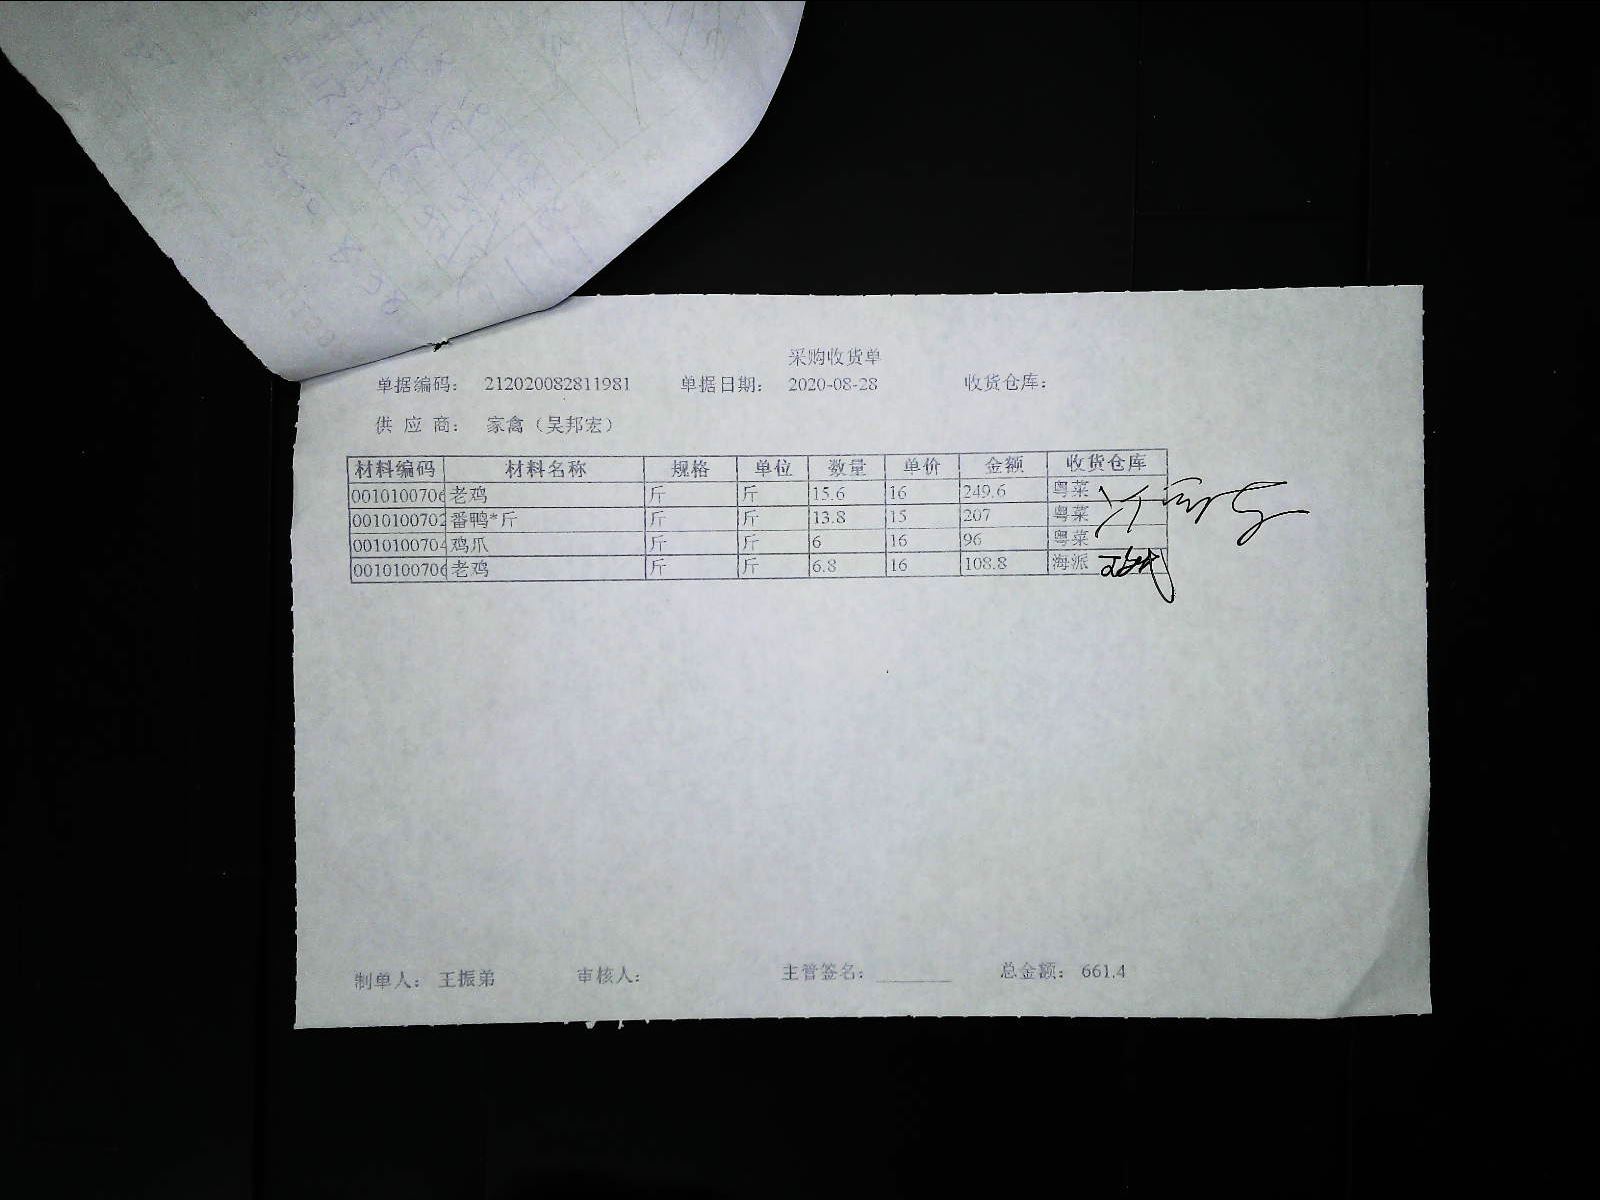 采购收货单
单据编码： 212020082811981 单据日期： 2020-08-28 收货仓库：
供 应 商： 家禽（吴邦宏）
材料编码 材料名称 规格 单位 数量 单价 金额 收货仓库
0010100706 老鸡 斤 斤 15.6 16 249.6 粤菜
0010100702 番鸭*斤 斤 斤 13.8 15 207 粤菜
0010100704 鸡爪 斤 斤 6 16 96 粤菜
0010100706 老鸡 斤 斤 6.8 16 108.8 海派
制单人： 王振弟 审核人： 主管签名： 总金额： 661.4